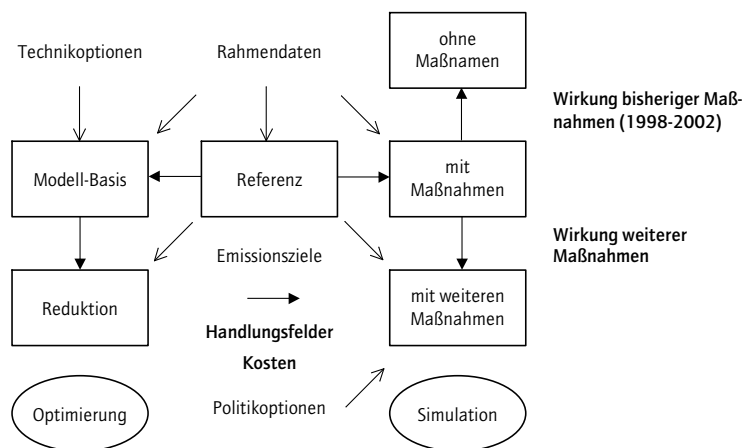 Technikoptionen
Rahmendaten
ohne
Maßnamen
Wirkung bisheriger Maß-
nahmen (1998-2002)
Modell-Basis
Referenz
mit
Maßnahmen
Wirkung weiterer
Maßnahmen
Emissionsziele
Reduktion
mit weiteren
Maßnahmen
Handlungsfelder
Kosten
Optimierung
Politikoptionen
Simulation